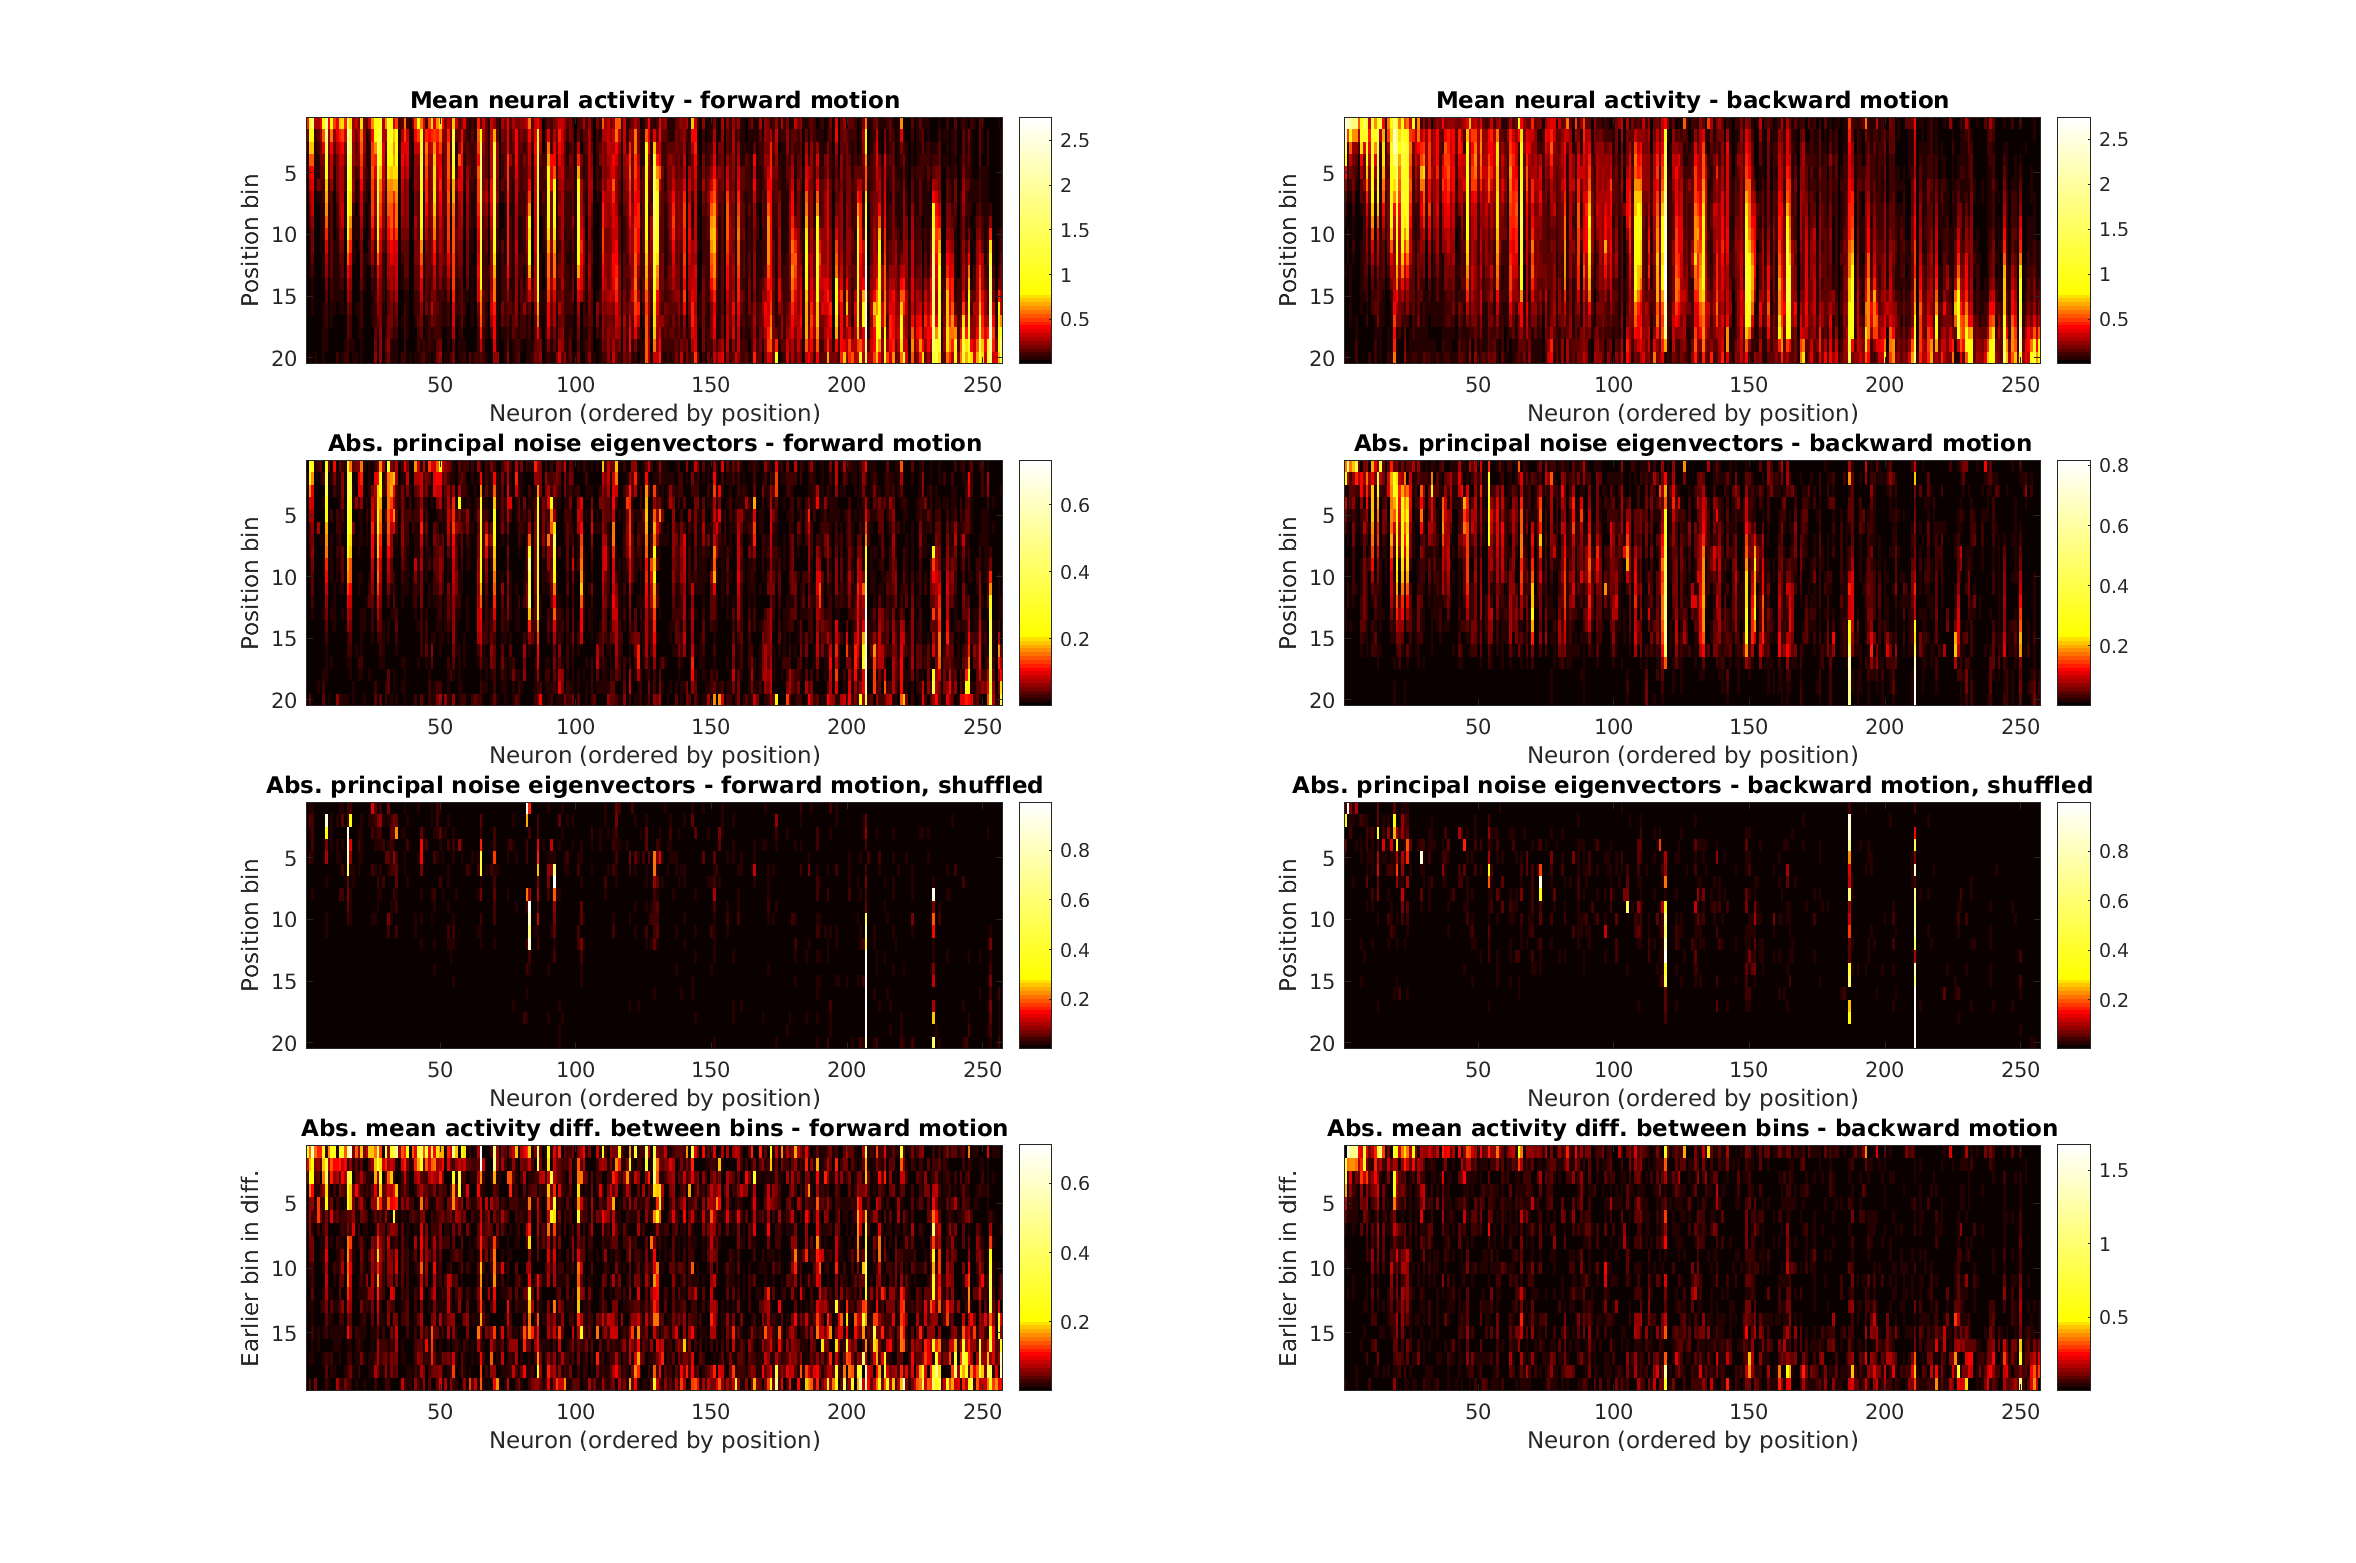 Mean neural activity - forward motion
Position bin
5
10
15
20
50 100 150 200 250
Neuron (ordered by position)
2.5
2
1.5
1
0.5
Mean neural activity - backward motion
Position bin
5
10
15
20
50 100 150 200 250
Neuron (ordered by position)
2.5
2
1.5
1
0.5
Abs. principal noise eigenvectors - forward motion
Position bin
5
10
15
20
50 100 150 200 250
Neuron (ordered by position)
0.6
0.4
0.2
Abs. principal noise eigenvectors - backward motion
Position bin
5
10
15
20
50 100 150 200 250
Neuron (ordered by position)
0.8
0.6
0.4
0.2
Abs. principal noise eigenvectors - forward motion, shuffled
Position bin
5
10
15
20
50 100 150 200 250
Neuron (ordered by position)
0.8
0.6
0.4
0.2
Abs. principal noise eigenvectors - backward motion, shuffled
Position bin
5
10
15
20
50 100 150 200 250
Neuron (ordered by position)
0.8
0.6
0.4
0.2
Abs. mean activity diff. between bins - forward motion
Earlier bin in diff.
5
10
15
50 100 150 200 250
Neuron (ordered by position)
0.6
0.4
0.2
Abs. mean activity diff. between bins - backward motion
Earlier bin in diff.
5
10
15
50 100 150 200 250
Neuron (ordered by position)
1.5
1
0.5